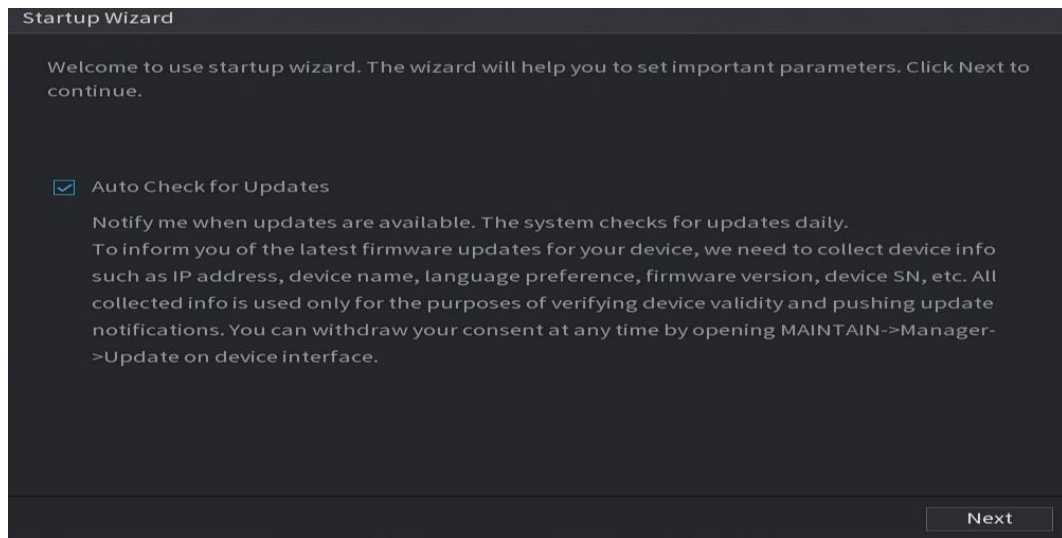 Startup Wizard
Welcome to use startup wizard. The wizard will help you to set important parameters. Click Next to
continue.
Auto Check for Updates
Notify me when updates are available. The system checks for updates daily.
To inform you of the latest firmware updates for your device, we need to collect device info
such as IP address, device name, language preference, firmware version, device SN, etc. All
collected info is used only for the purposes of verifying device validity and pushing update
notifications. You can withdraw your consent at any time by opening MAINTAIN->Manager-
>Update on device interface.
Next